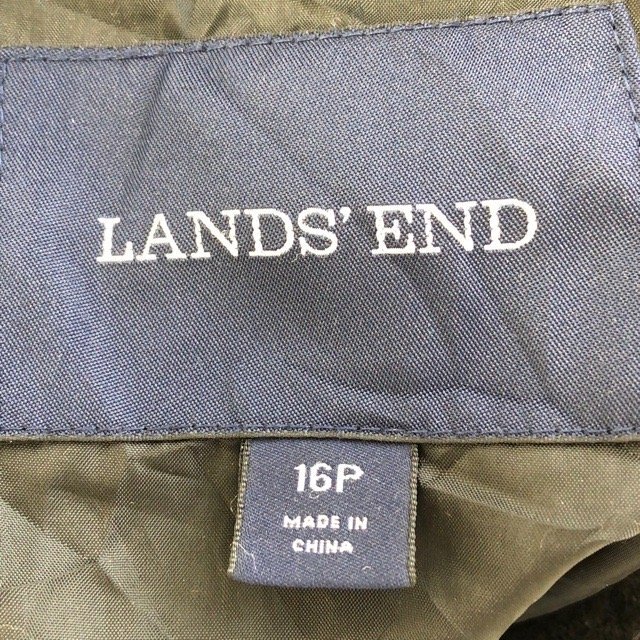 LANDS' END
16P
MADE IN
CHINA